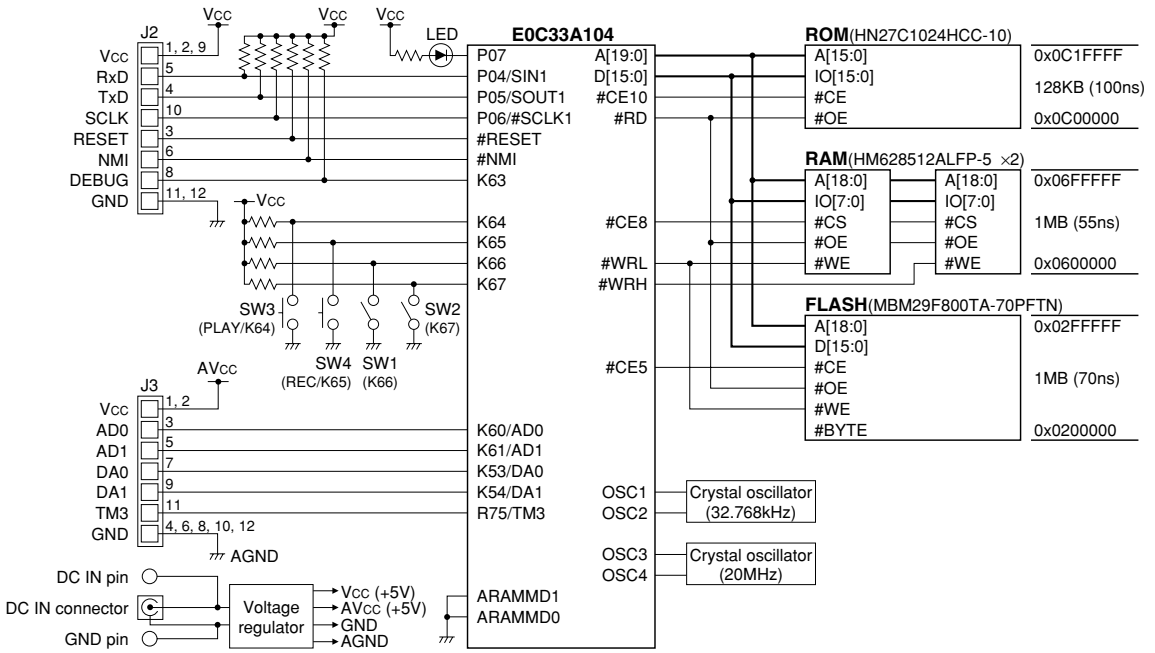 J2
Vcc
1, 2, 9
RxD
5
TxD
4
SCLK
10
RESET
3
NMI
6
DEBUG
8
GND
11, 12
Vcc
Vcc
Vcc
LED
Vcc
SW3
(PLAY/K64)
SW4
(REC/K65)
SW1
(K66)
SW2
(K67)
AVcc
J3
Vcc
1, 2
AD0
3
AD1
5
DA0
7
DA1
9
TM3
11
GND
4, 6, 8, 10, 12
AGND
DC IN pin
DC IN connector
GND pin
Voltage
regulator
Vcc (+5V)
AVcc (+5V)
GND
AGND
E0C33A104
P07
P04/SIN1
P05/SOUT1
P06/#SCLK1
#RESET
#NMI
K63
K64
K65
K66
K67
K60/AD0
K61/AD1
K53/DA0
K54/DA1
R75/TM3
ARAMMD1
ARAMMD0
A[19:0]
D[15:0]
#CE10
#RD
#CE8
#WRL
#WRH
#CE5
OSC1
OSC2
OSC3
OSC4
Crystal oscillator
(32.768kHz)
Crystal oscillator
(20MHz)
ROM(HN27C1024HCC-10)
A[15:0]
IO[15:0]
#CE
#OE
0x0C1FFFF
128KB (100ns)
0x0C00000
RAM(HM628512ALFP-5 ×2)
A[18:0]
IO[7:0]
#CS
#OE
#WE
A[18:0]
IO[7:0]
#CS
#OE
#WE
0x06FFFFF
1MB (55ns)
0x0600000
FLASH(MBM29F800TA-70PFTN)
A[18:0]
D[15:0]
#CE
#OE
#WE
#BYTE
0x02FFFFF
1MB (70ns)
0x0200000